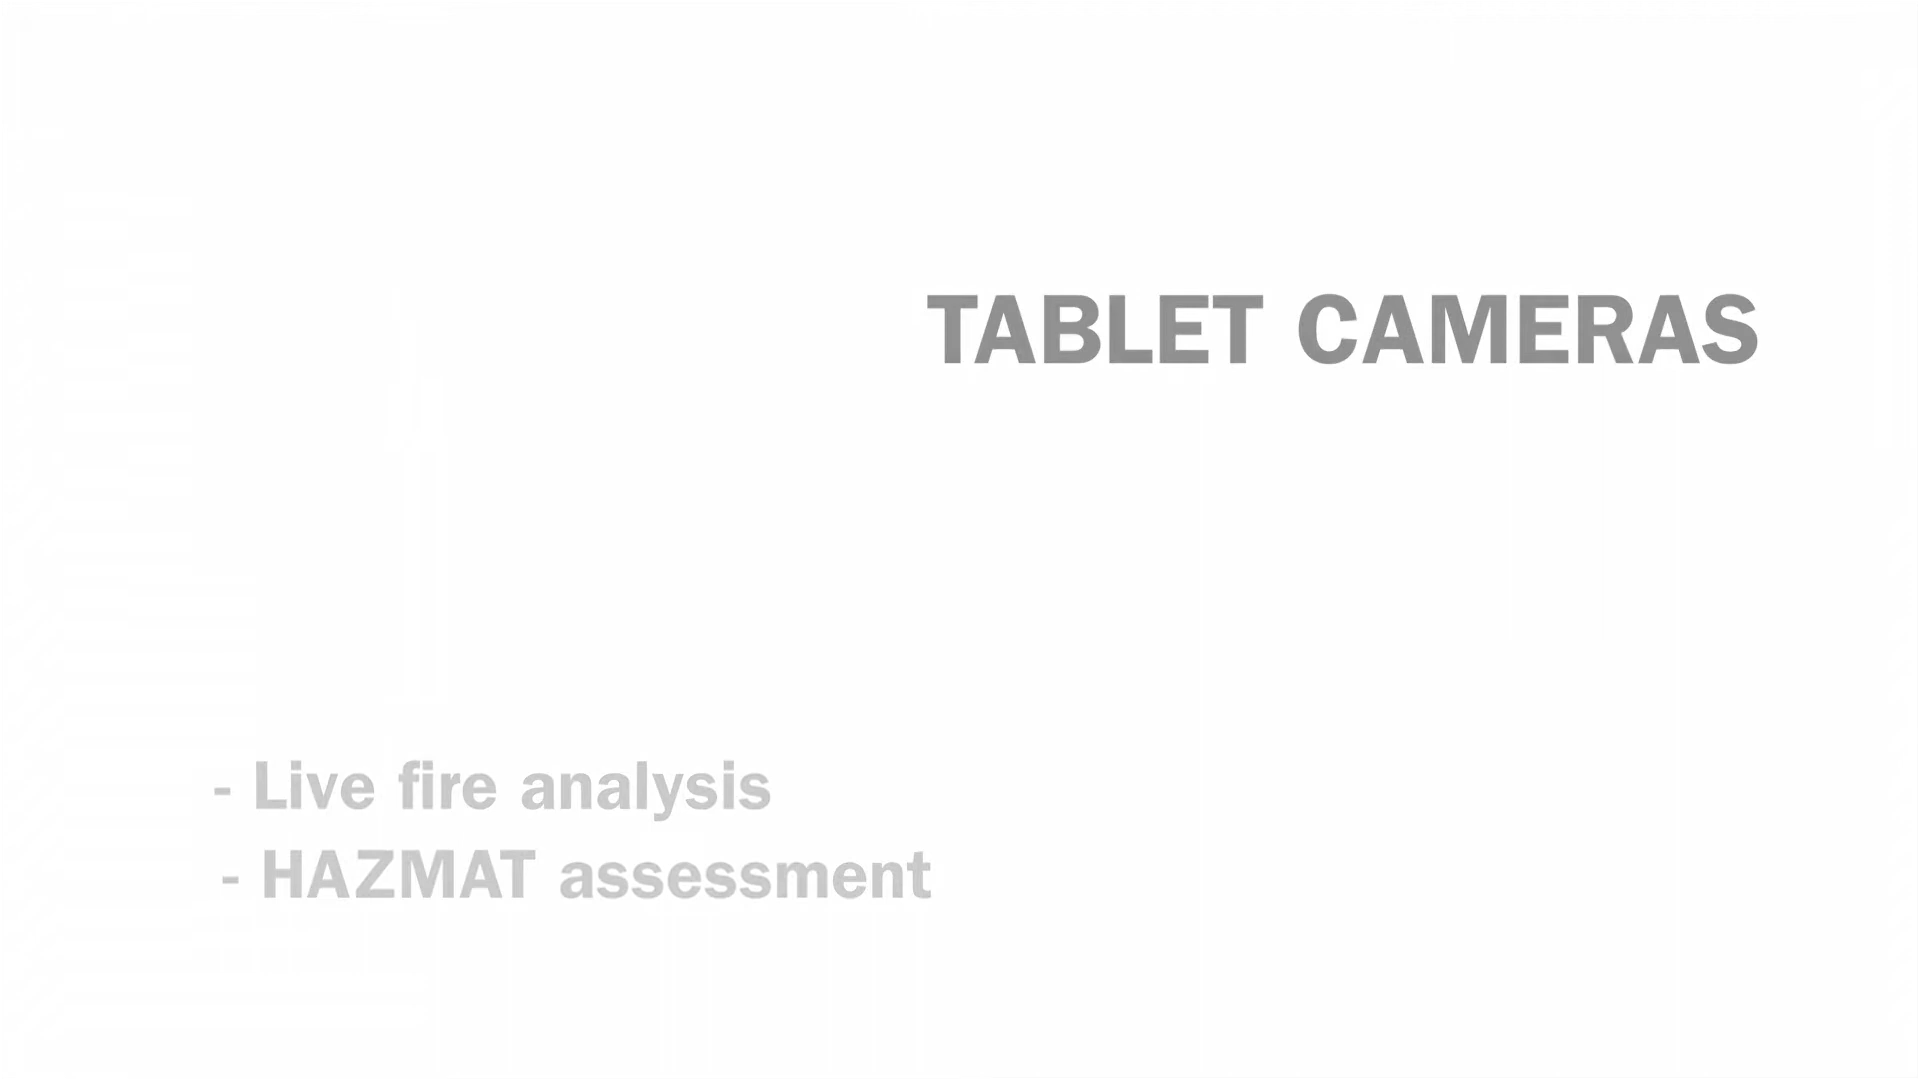 TABLET CAMERAS
- Live fire analysis
- HAZMAT assessment